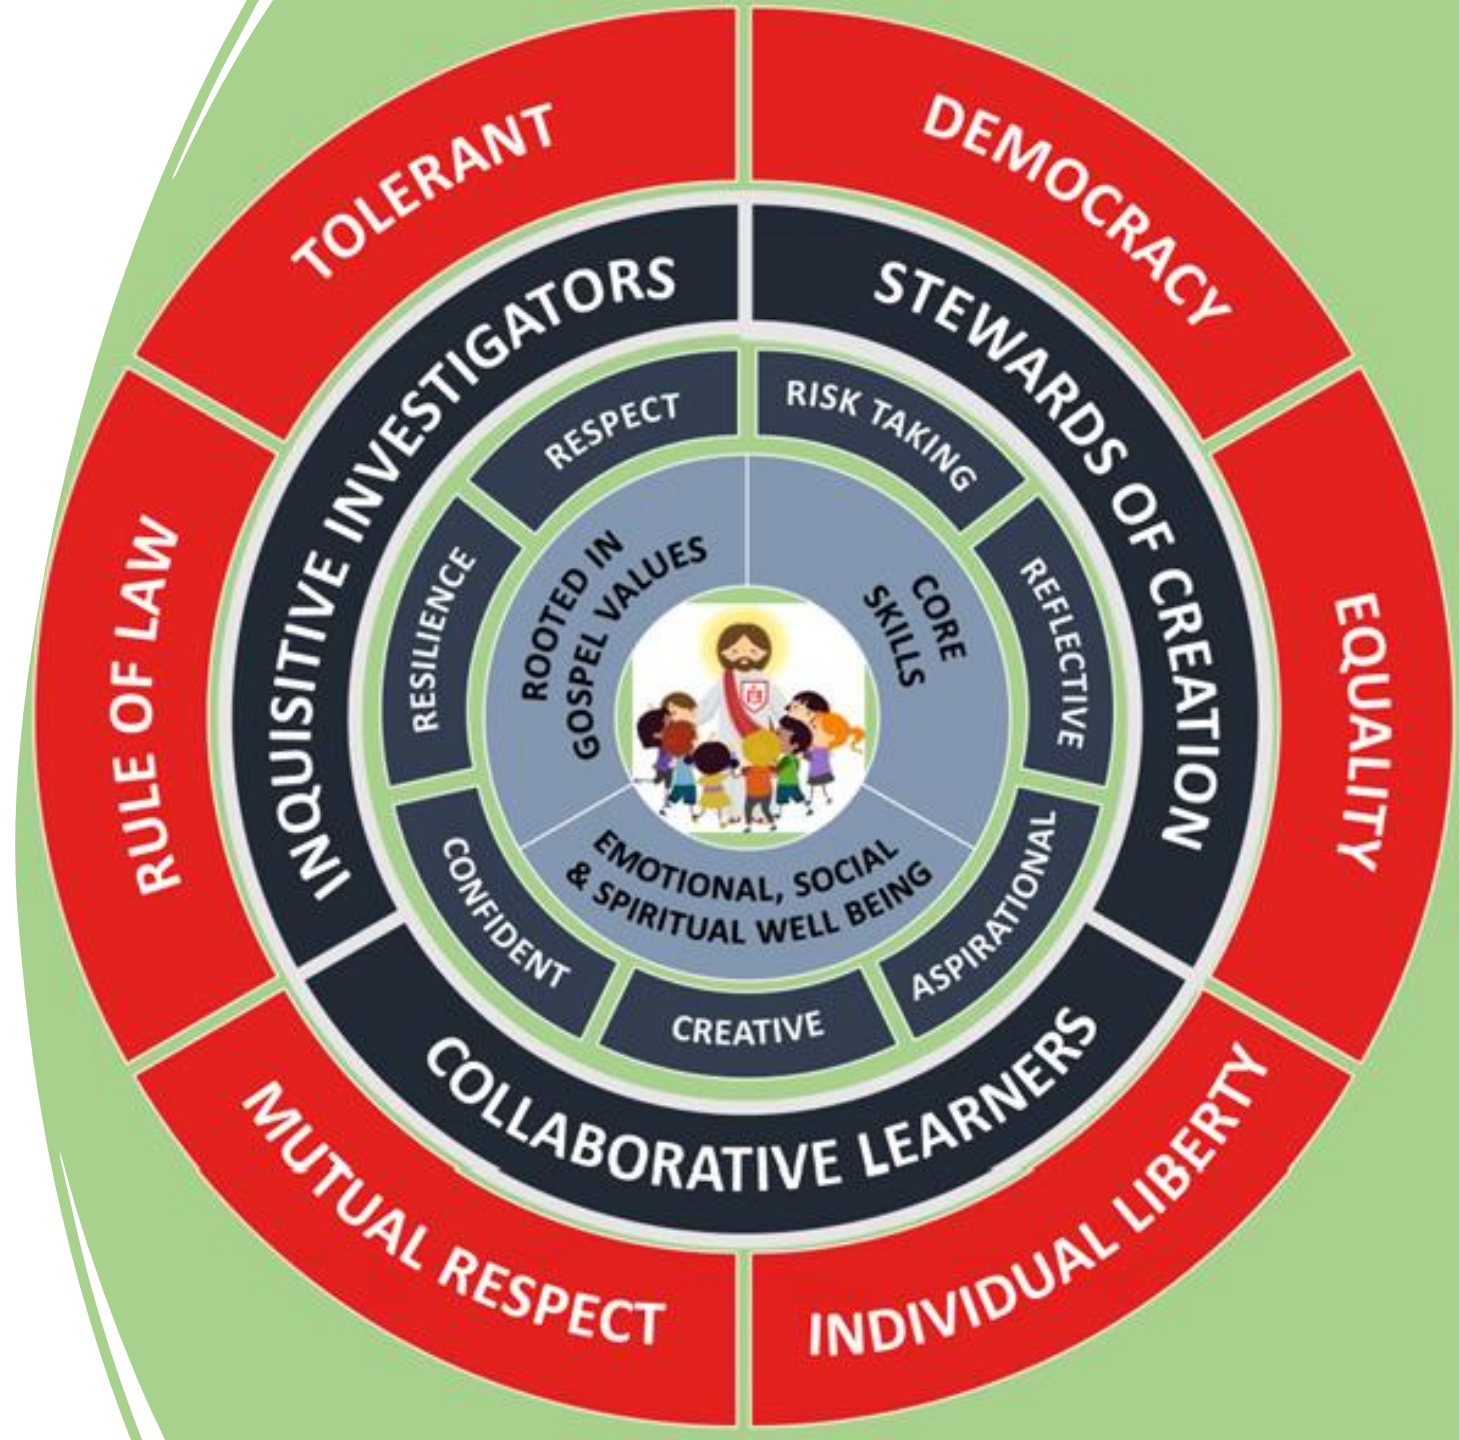 TOLERANT
DEMOCRACY
EQUALITY
INDIVIDUAL LIBERTY
MUTUAL RESPECT
RULE OF LAW
INQUISITIVE INVESTIGATORS
STEWARDS OF CREATION
COLLABORATIVE LEARNERS
RESPECT
RISK TAKING
REFLECTIVE
ASPIRATIONAL
CREATIVE
CONFIDENT
RESILIENCE
ROOTED IN
GOSPEL VALUES
CORE
SKILLS
EMOTIONAL, SOCIAL
& SPIRITUAL WELL BEING